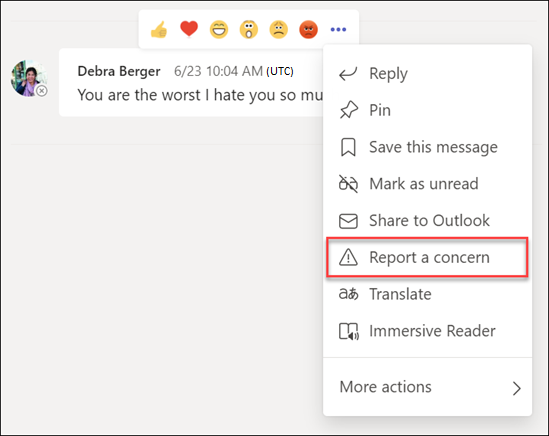 Debra Berger 6/23 10:04 AM (UTC)
You are the worst I hate you so mu
Reply
Pin
Save this message
Mark as unread
Share to Outlook
Report a concern
Translate
Immersive Reader
More actions